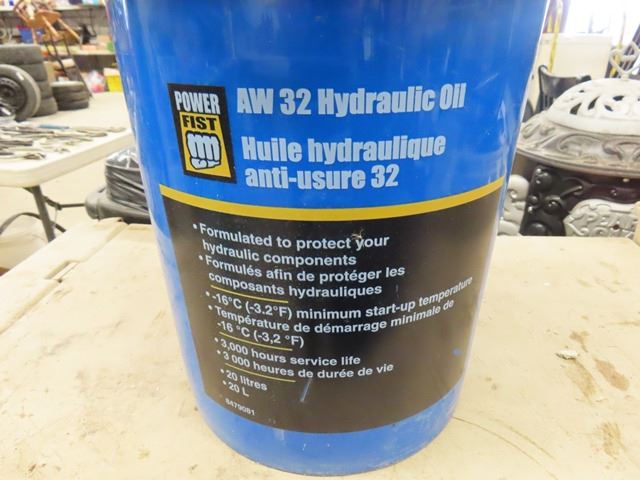 POWER
FIST
AW 32 Hydraulic Oil
Huile hydraulique
anti-usure 32
• Formulated to protect your
hydraulic components
• Formulés afin de protéger les
composants hydrauliques
• -16°C (-3.2°F) minimum start-up temperature
• Température de démarrage minimale de
-16 °C (-3,2 °F)
• 3,000 hours service life
• 3 000 heures de durée de vie
• 20 litres
• 20 L
8479081